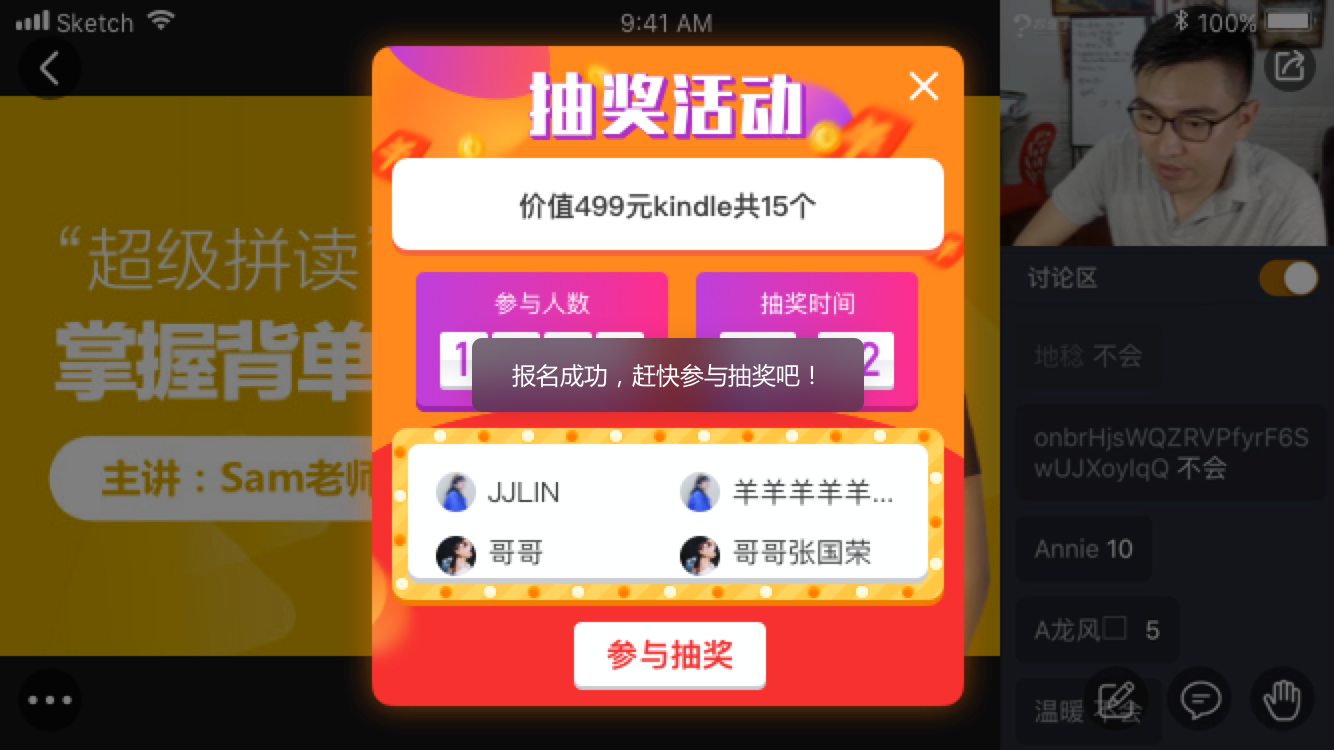 Sketch
9:41 AM
100%
抽奖活动
价值499元kindle共15个
参与人数
抽奖时间
1
2
报名成功，赶快参与抽奖吧！
JJLIN
羊羊羊羊羊...
哥哥
哥哥张国荣
参与抽奖
“超级拼读”
掌握背单
主讲：Sam老师
讨论区
地稔 不会
onbrHjsWQZRVPfyrF6S
wUJXoyIqQ 不会
Annie 10
A龙风□ 5
温暖 不会